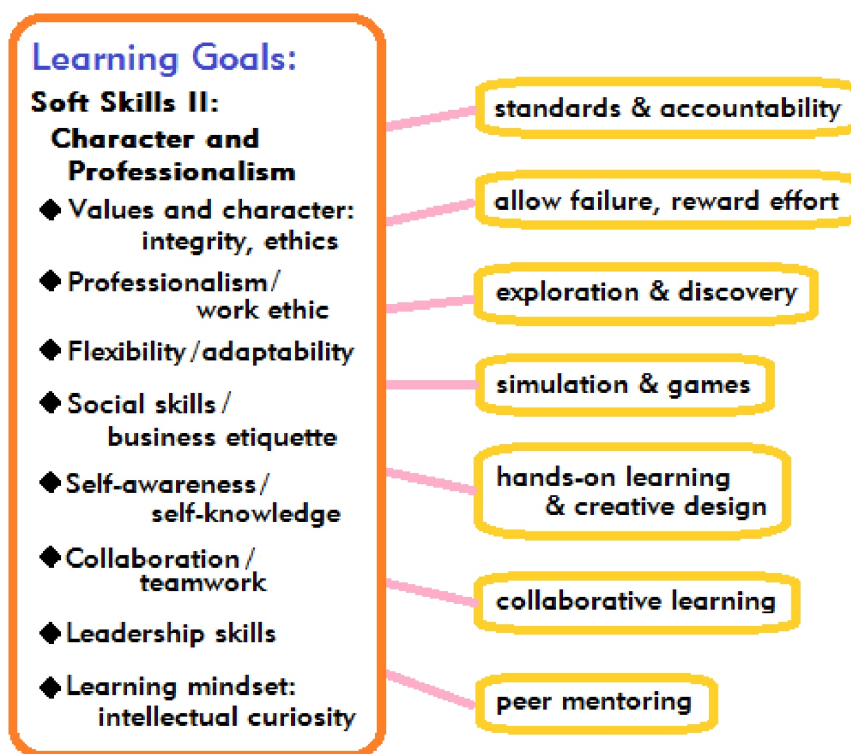 Learning Goals:
Soft Skills II:
Character and
Professionalism
◆ Values and character:
integrity, ethics
◆ Professionalism/
work ethic
◆ Flexibility/adaptability
◆ Social skills/
business etiquette
◆ Self-awareness/
self-knowledge
◆ Collaboration/
teamwork
◆ Leadership skills
◆ Learning mindset:
intellectual curiosity
standards & accountability
allow failure, reward effort
exploration & discovery
simulation & games
hands-on learning
& creative design
collaborative learning
peer mentoring